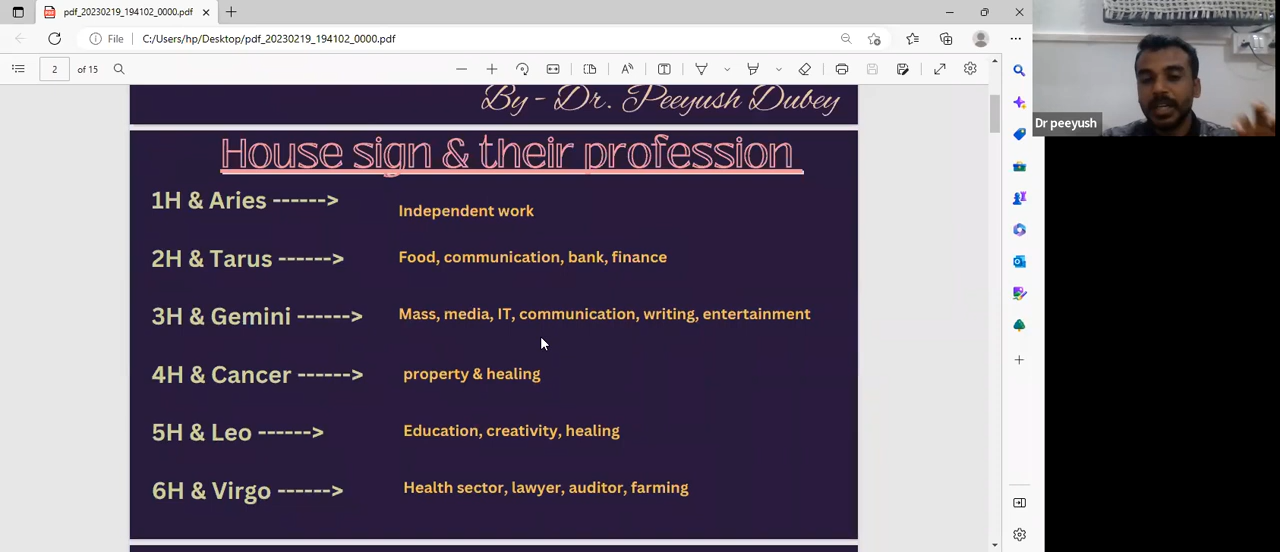 pdf_20230219_194102_0000.pdf
File
C:/Users/hp/Desktop/pdf_20230219_194102_0000.pdf
2 of 15
By - Dr. Peeyush Dubey
Dr peeyush
House sign & their profession
1H & Aries ------>
Independent work
2H & Tarus ------>
Food, communication, bank, finance
3H & Gemini ------>
Mass, media, IT, communication, writing, entertainment
4H & Cancer ------>
property & healing
5H & Leo ------>
Education, creativity, healing
6H & Virgo ------>
Health sector, lawyer, auditor, farming